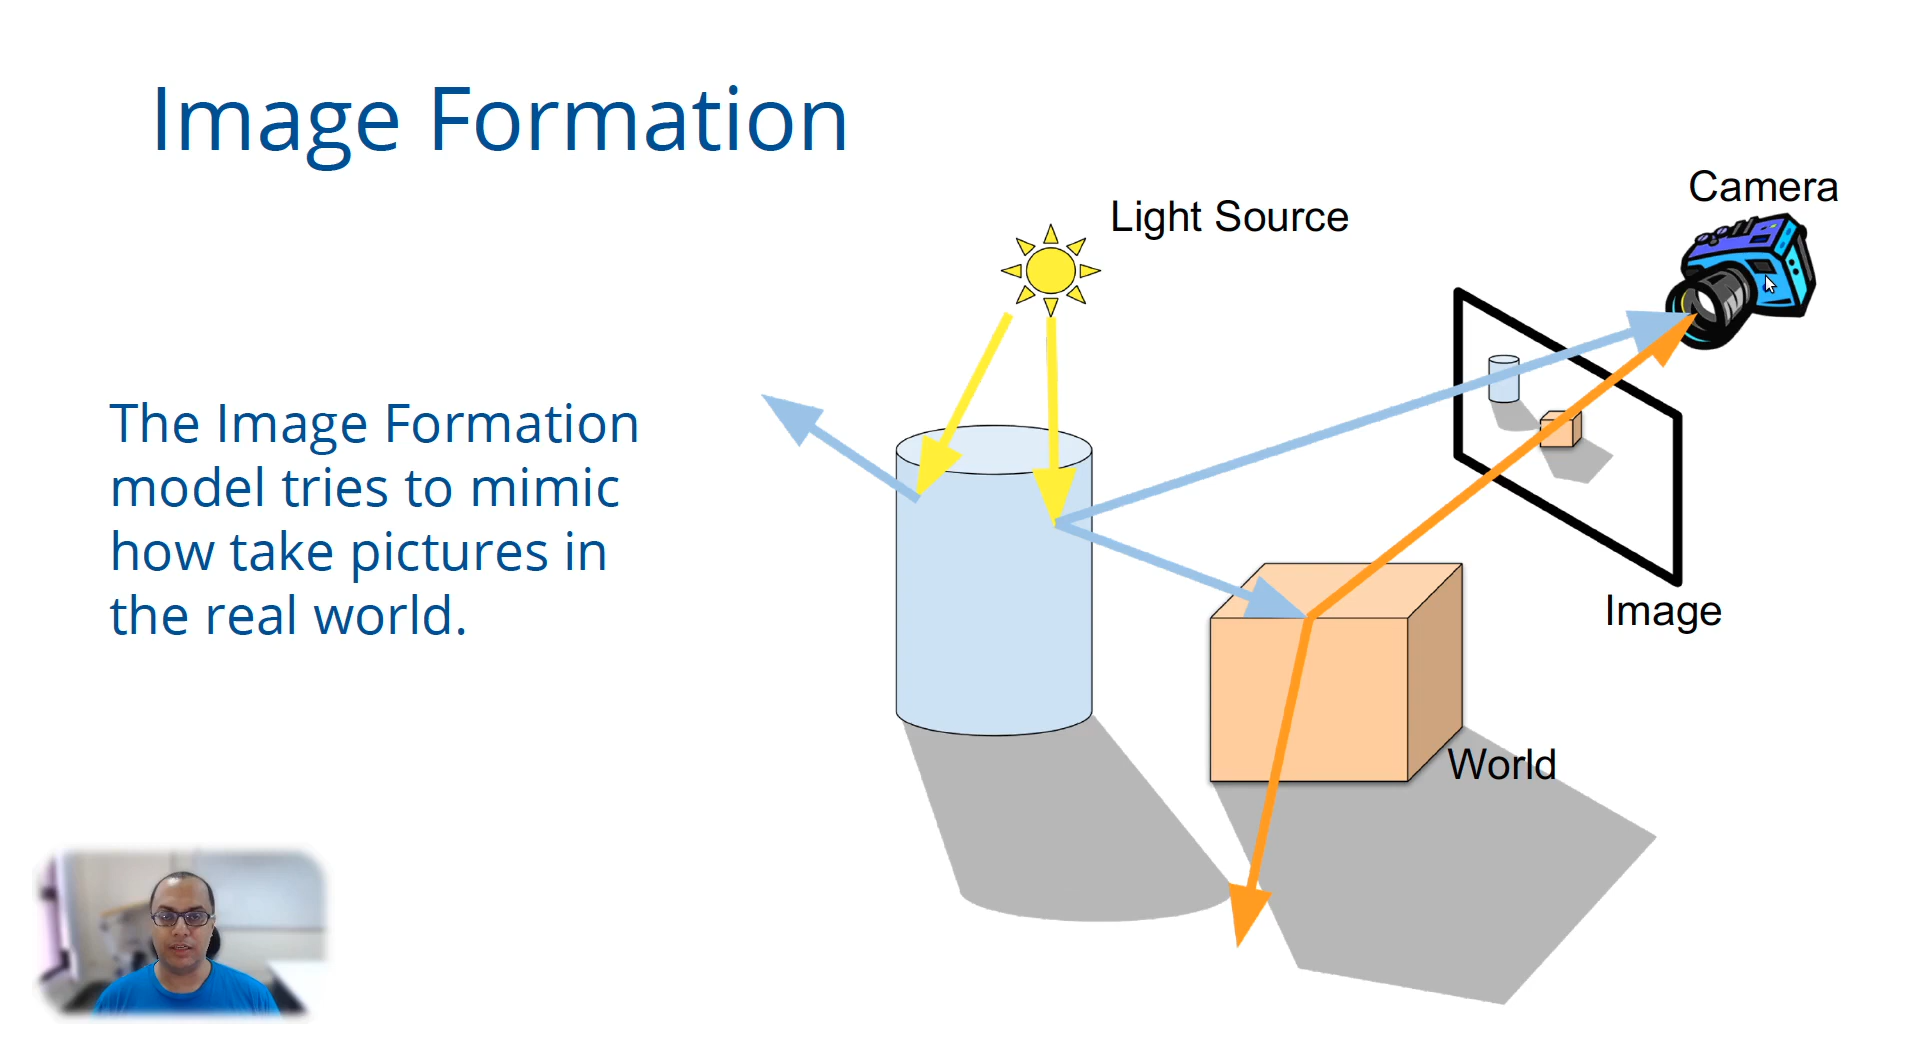 Image Formation
Light Source
Camera
The Image Formation
model tries to mimic
how take pictures in
the real world.
Image
World